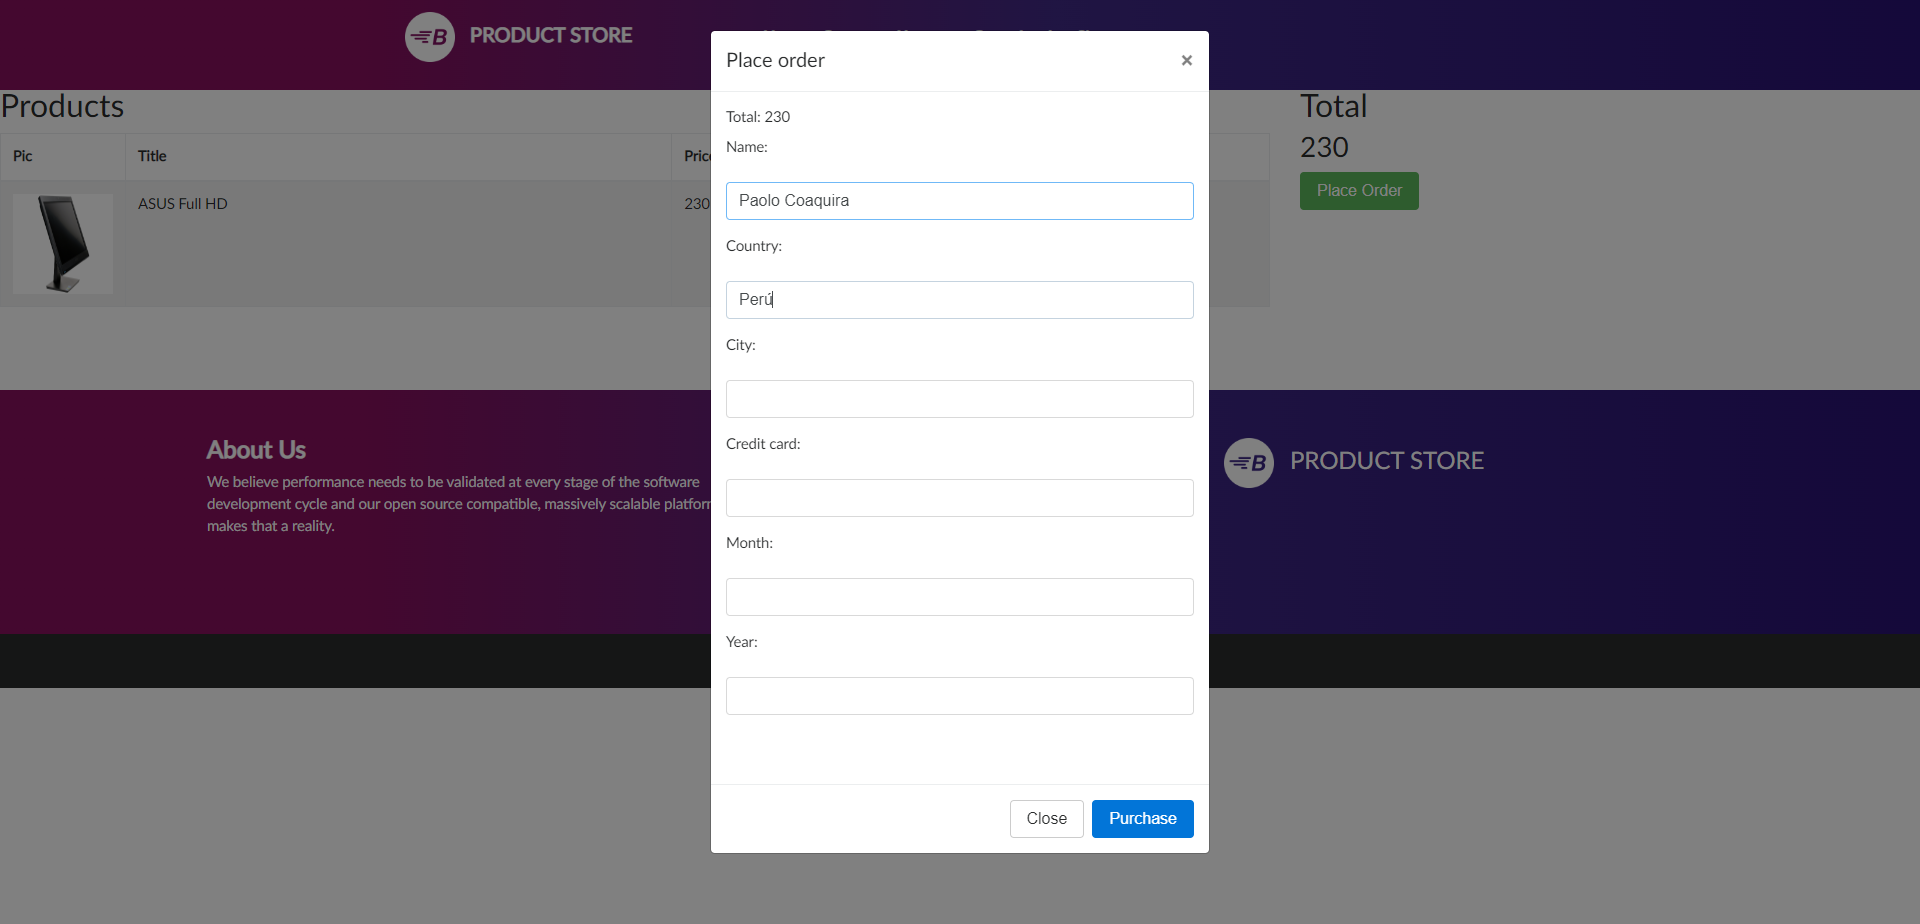 PRODUCT STORE
Place order
×
Products
Total
Total: 230
230
Name:
Pic
Title
Place Order
Paolo Coaquira
ASUS Full HD
230
Country:
Perú
City:
Credit card:
About Us
PRODUCT STORE
We believe performance needs to be validated at every stage of the software
development cycle and our open source compatible, massively scalable
makes that a reality.
Month:
Year:
Close
Purchase